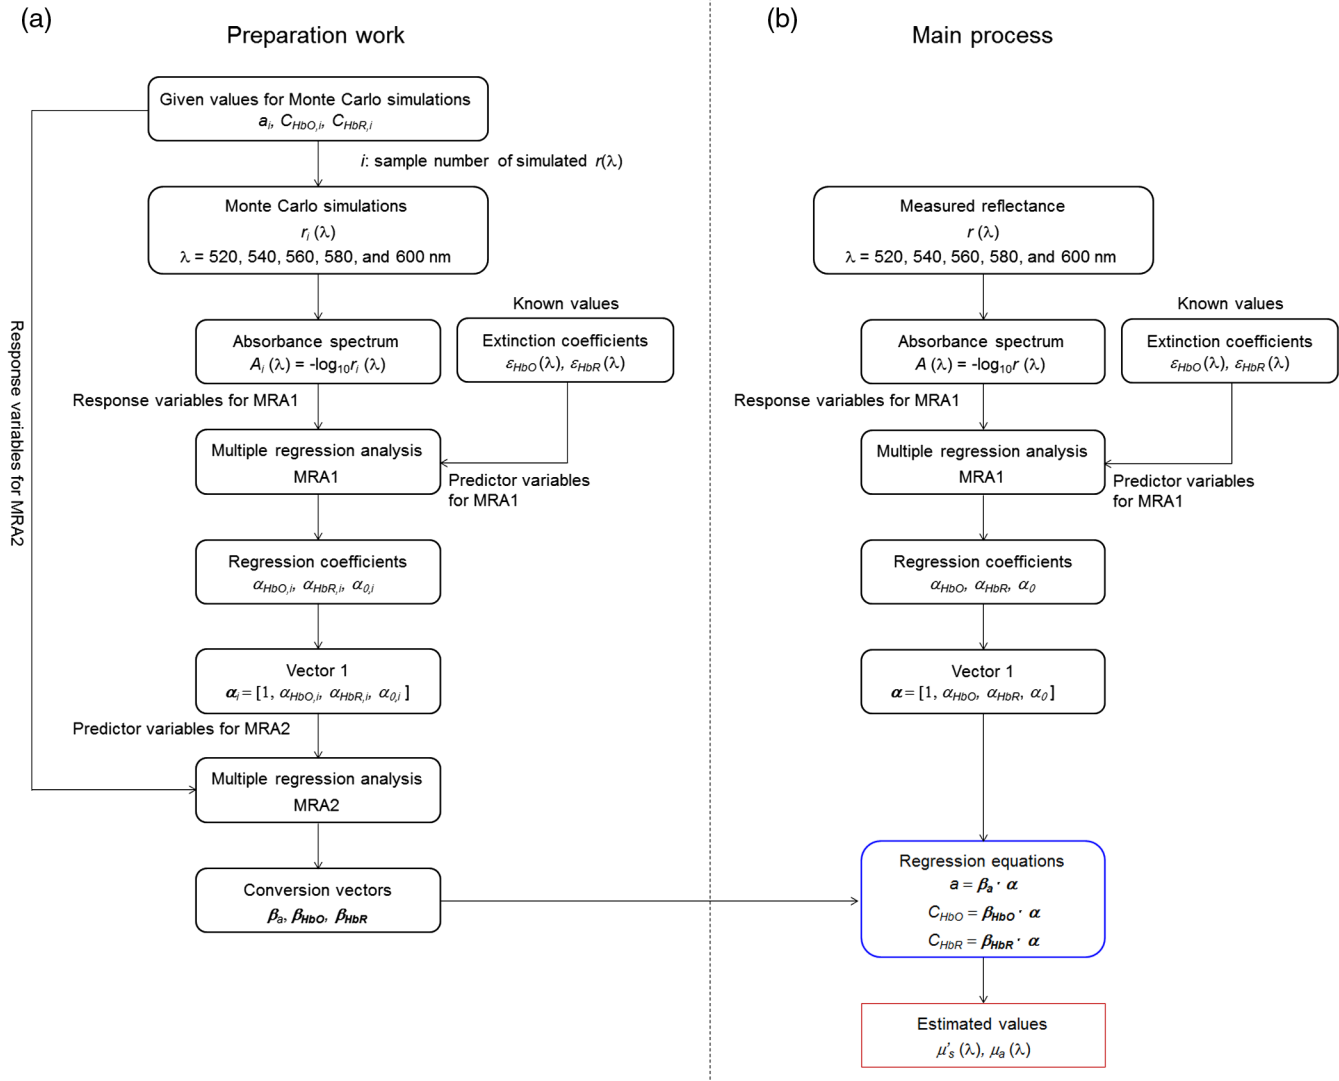 (a)
Preparation work
Given values for Monte Carlo simulations
aᵢ, C_HbO,i, C_HbR,i
i: sample number of simulated r(λ)
Monte Carlo simulations
rᵢ (λ)
λ = 520, 540, 560, 580, and 600 nm
Known values
Absorbance spectrum
Aᵢ (λ) = -log₁₀rᵢ (λ)
Extinction coefficients
ε_HbO (λ), ε_HbR (λ)
Response variables for MRA1
Multiple regression analysis
MRA1
Predictor variables
for MRA1
Response variables for MRA2
Regression coefficients
α_HbO,i, α_HbR,i, α_0,i
Vector 1
αᵢ = [1, α_HbO,i, α_HbR,i, α_0,i ]
Predictor variables for MRA2
Multiple regression analysis
MRA2
Conversion vectors
β_a, β_HbO, β_HbR
(b)
Main process
Measured reflectance
r (λ)
λ = 520, 540, 560, 580, and 600 nm
Known values
Absorbance spectrum
A (λ) = -log₁₀r (λ)
Extinction coefficients
ε_HbO (λ), ε_HbR (λ)
Response variables for MRA1
Multiple regression analysis
MRA1
Predictor variables
for MRA1
Regression coefficients
α_HbO, α_HbR, α_0
Vector 1
α = [1, α_HbO, α_HbR, α_0 ]
Regression equations
a = β_a · α
C_HbO = β_HbO · α
C_HbR = β_HbR · α
Estimated values
μ's (λ), μa (λ)